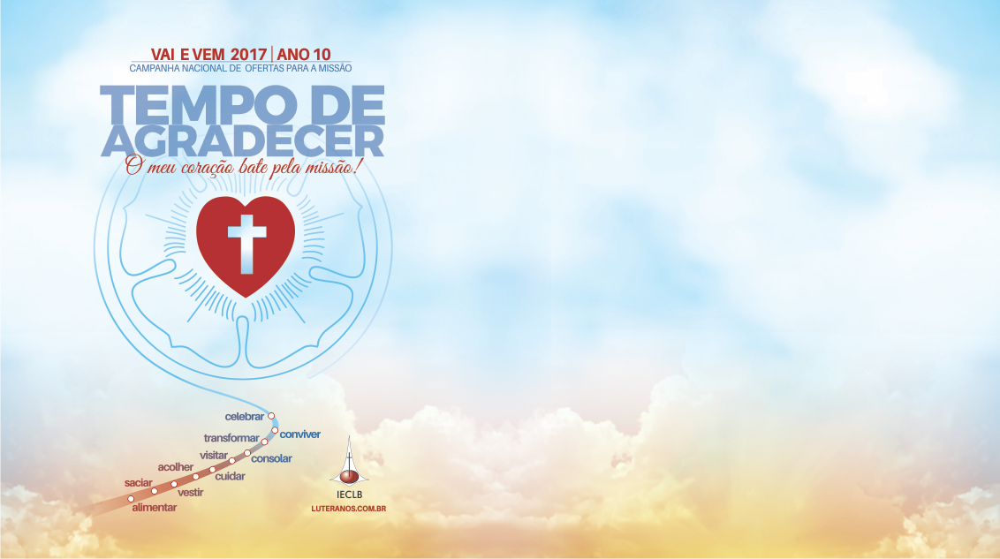 VAI E VEM 2017 | ANO 10
CAMPANHA NACIONAL DE OFERTAS PARA A MISSÃO
TEMPO DE
AGRADECER
O meu coração bate pela missão!
celebrar
conviver
transformar
visitar
consolar
acolher
cuidar
saciar
vestir
alimentar
IECLB
LUTERANOS.COM.BR